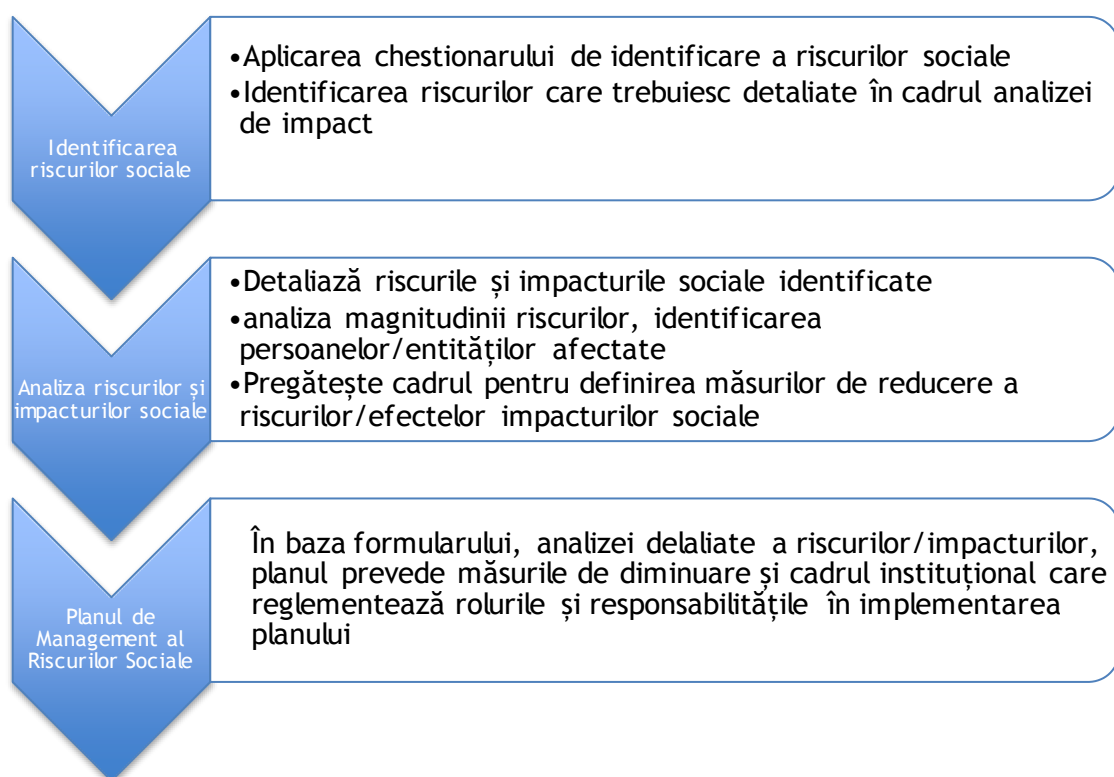 Identificarea
riscurilor sociale
•Aplicarea chestionarului de identificare a riscurilor sociale
•Identificarea riscurilor care trebuiesc detaliate în cadrul analizei
de impact
Analiza riscurilor și
impacturilor sociale
•Detaliază riscurile și impacturile sociale identificate
•analiza magnitudinii riscurilor, identificarea
persoanelor/entităților afectate
•Pregătește cadrul pentru definirea măsurilor de reducere a
riscurilor/efectelor impacturilor sociale
Planul de
Management al
Riscurilor Sociale
În baza formularului, analizei delaliate a riscurilor/impacturilor,
planul prevede măsurile de diminuare și cadrul instituțional care
reglementează rolurile și responsabilitățile în implementarea
planului